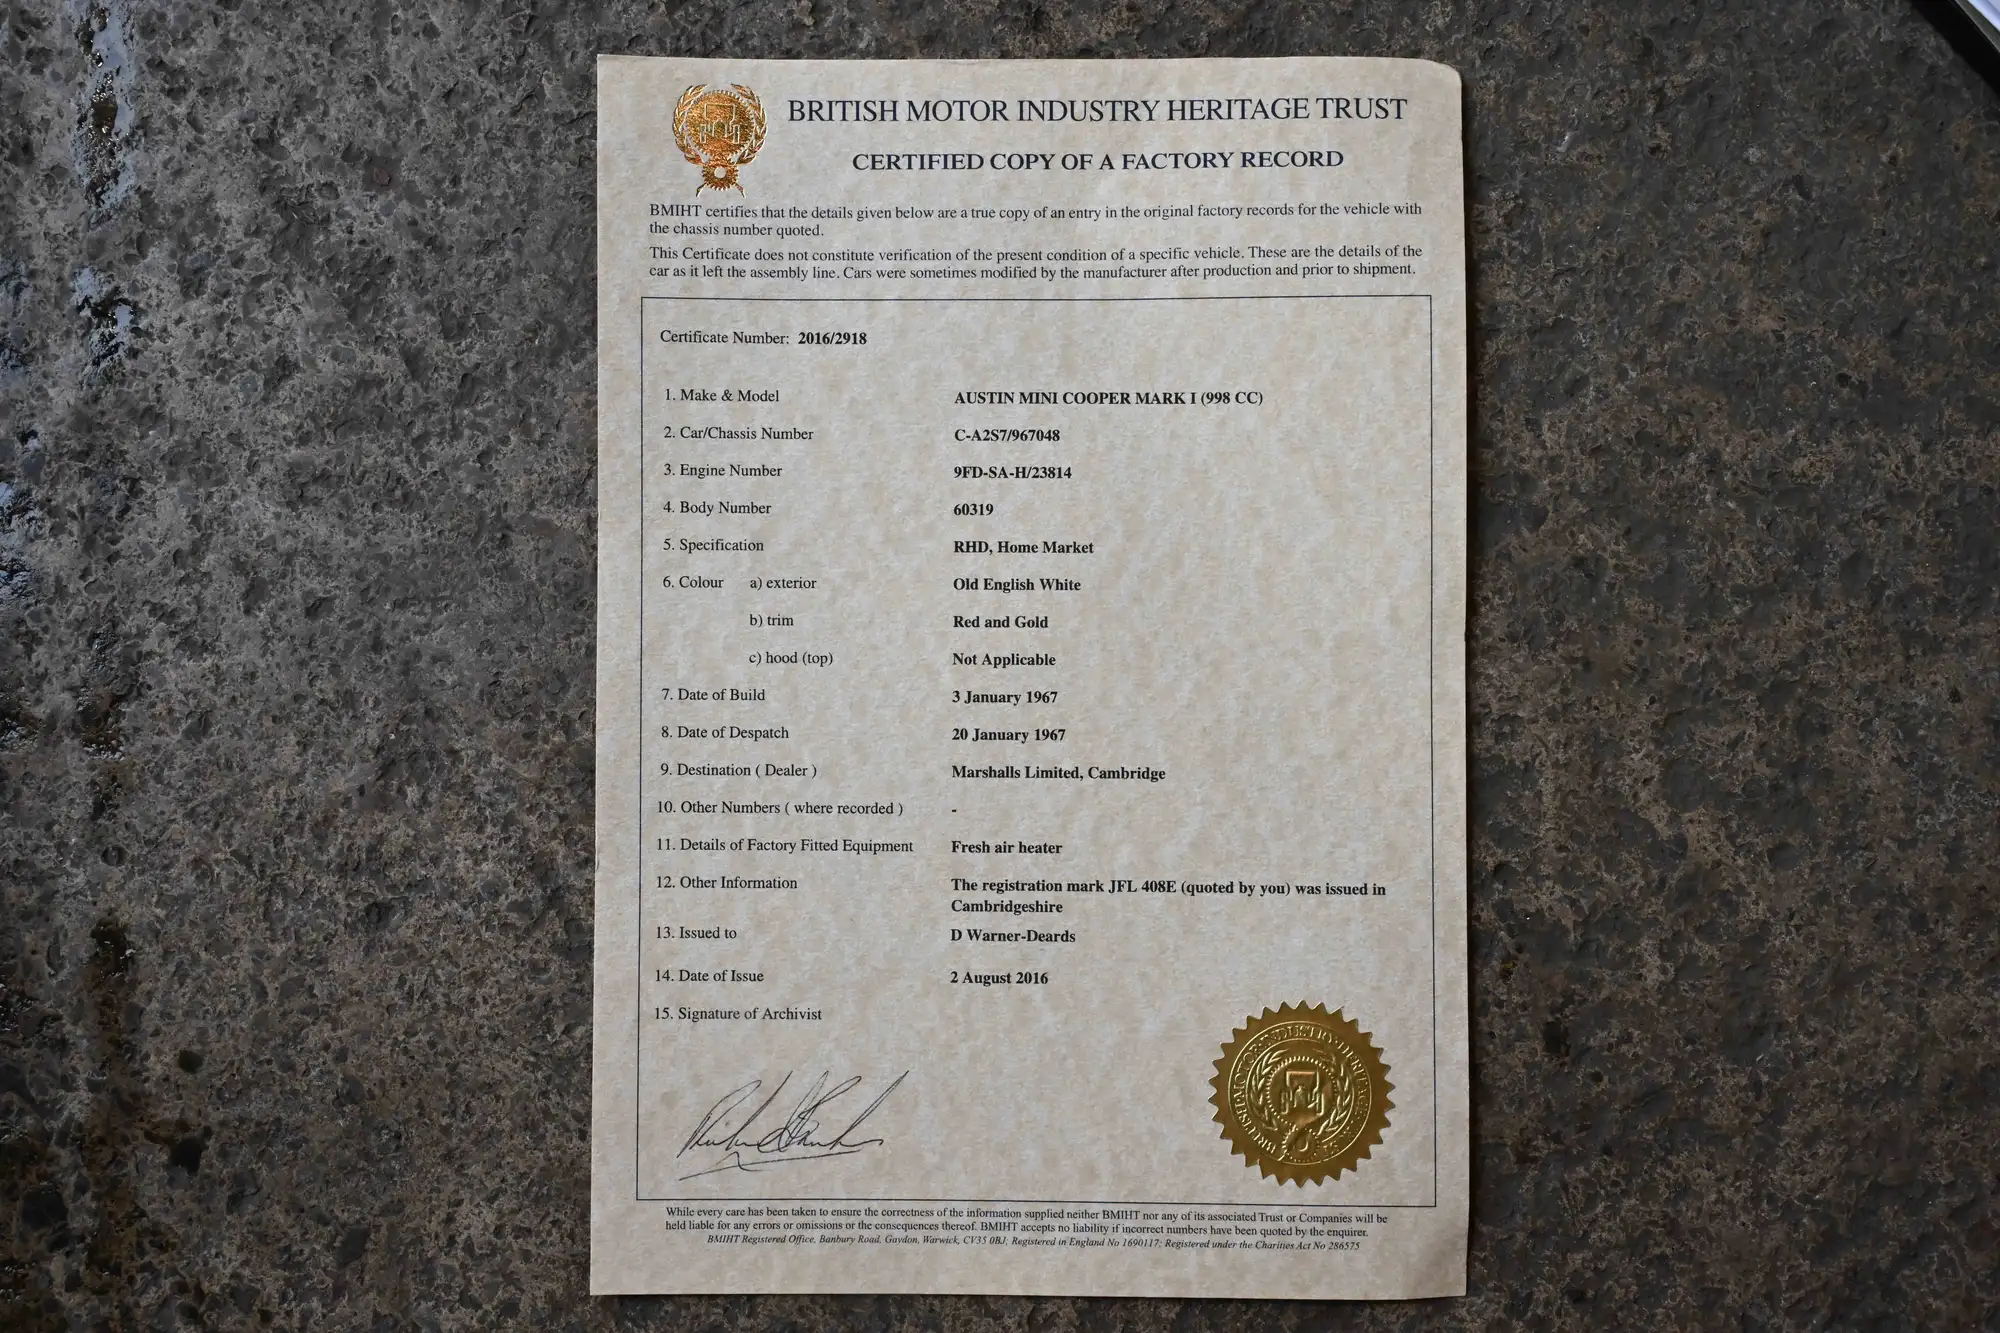 BRITISH MOTOR INDUSTRY HERITAGE TRUST
CERTIFIED COPY OF A FACTORY RECORD
BMIHT certifies that the details given below are a true copy of an entry in the original factory records for the vehicle with
the chassis number quoted.
This Certificate does not constitute verification of the present condition of a specific vehicle. These are the details of the
car as it left the assembly line. Cars were sometimes modified by the manufacturer after production and prior to shipment.
Certificate Number: 2016/2918
1. Make & Model AUSTIN MINI COOPER MARK I (998 CC)
2. Car/Chassis Number C-A2S7/967048
3. Engine Number 9FD-SA-H/23814
4. Body Number 60319
5. Specification RHD, Home Market
6. Colour a) exterior Old English White
b) trim Red and Gold
c) hood (top) Not Applicable
7. Date of Build 3 January 1967
8. Date of Despatch 20 January 1967
9. Destination ( Dealer ) Marshalls Limited, Cambridge
10. Other Numbers ( where recorded ) -
11. Details of Factory Fitted Equipment Fresh air heater
12. Other Information The registration mark JFL 408E (quoted by you) was issued in
Cambridgeshire
13. Issued to D Warner-Deards
14. Date of Issue 2 August 2016
15. Signature of Archivist
BRITISH MOTOR INDUSTRY HERITAGE TRUST
While every care has been taken to ensure the correctness of the information supplied neither BMIHT nor any of its associated Trust or Companies will be
held liable for any errors or omissions or the consequences thereof. BMIHT accepts no liability if incorrect numbers have been quoted by the enquirer.
BMIHT Registered Office, Banbury Road, Gaydon, Warwick, CV35 0BJ; Registered in England No 1690117; Registered under the Charities Act No 286575